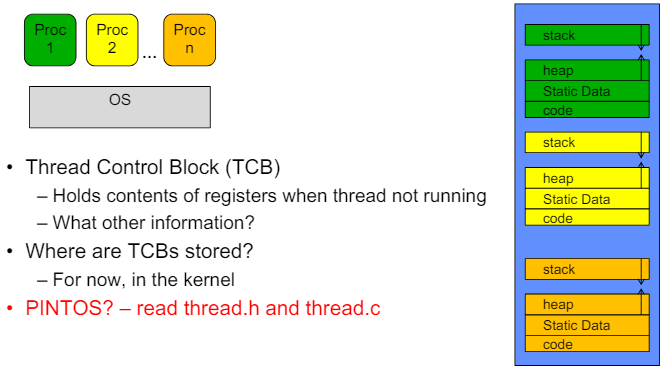 Proc
1
Proc
2
...
Proc
n
OS
• Thread Control Block (TCB)
– Holds contents of registers when thread not running
– What other information?
• Where are TCBs stored?
– For now, in the kernel
• PINTOS? – read thread.h and thread.c
stack
heap
Static Data
code
stack
heap
Static Data
code
stack
heap
Static Data
code